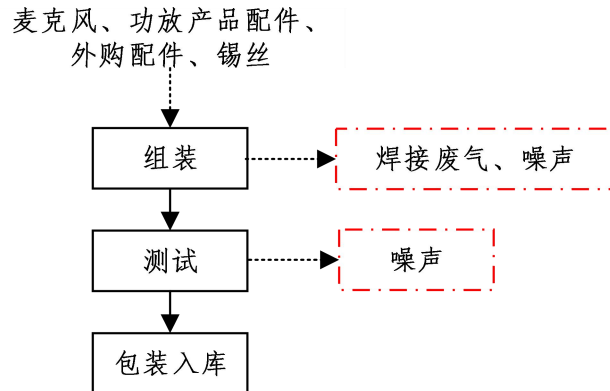 麦克风、功放产品配件、
外购配件、锡丝
组装
焊接废气、噪声
测试
噪声
包装入库